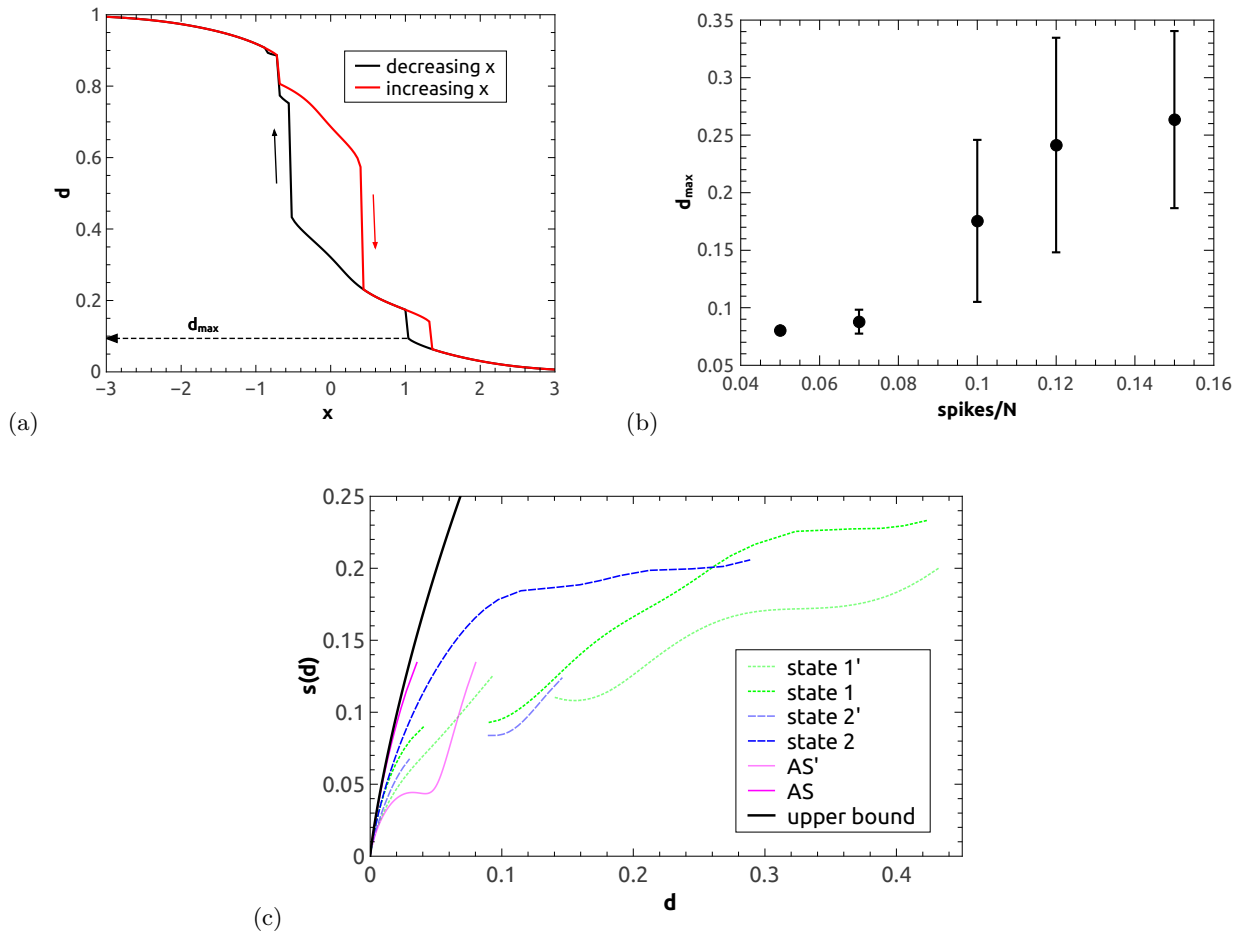 1
0.8
0.6
0.4
0.2
0
d
decreasing x
increasing x
d_max
−3 −2 −1 0 1 2 3
x
(a)
0.35
0.3
0.25
0.2
0.15
0.1
0.05
d_max
0.04 0.06 0.08 0.1 0.12 0.14 0.16
spikes/N
(b)
0.25
0.2
0.15
0.1
0.05
0
s(d)
state 1'
state 1
state 2'
state 2
AS'
AS
upper bound
0 0.1 0.2 0.3 0.4
d
(c)